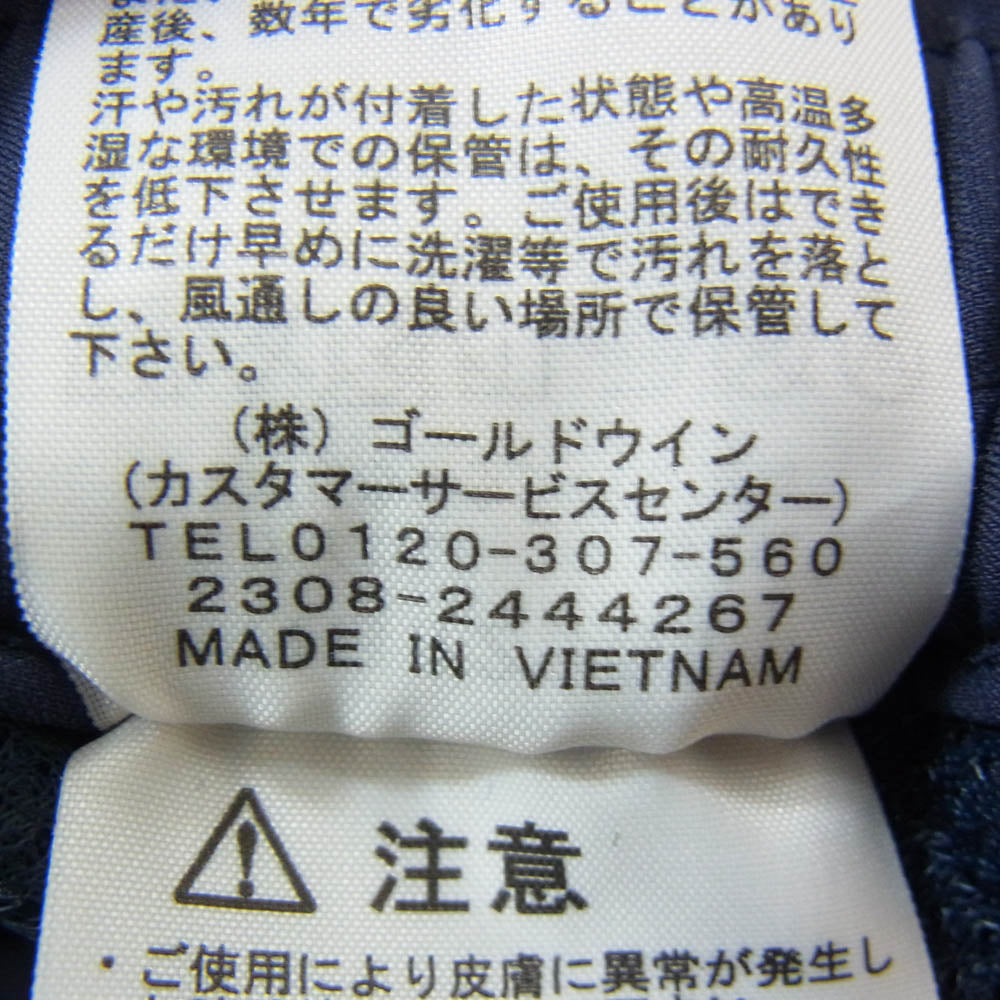 産後、数年で劣化することがあり
ます。
汗や汚れが付着した状態や高温多
湿な環境での保管は、その耐久性
を低下させます。ご使用後はでき
るだけ早めに洗濯等で汚れを落と
し、風通しの良い場所で保管して
下さい。
(株)ゴールドウイン
(カスタマーサービスセンター)
TEL0120-307-560
2308-2444267
MADE IN VIETNAM
注意
・ご使用により皮膚に異常が発生し